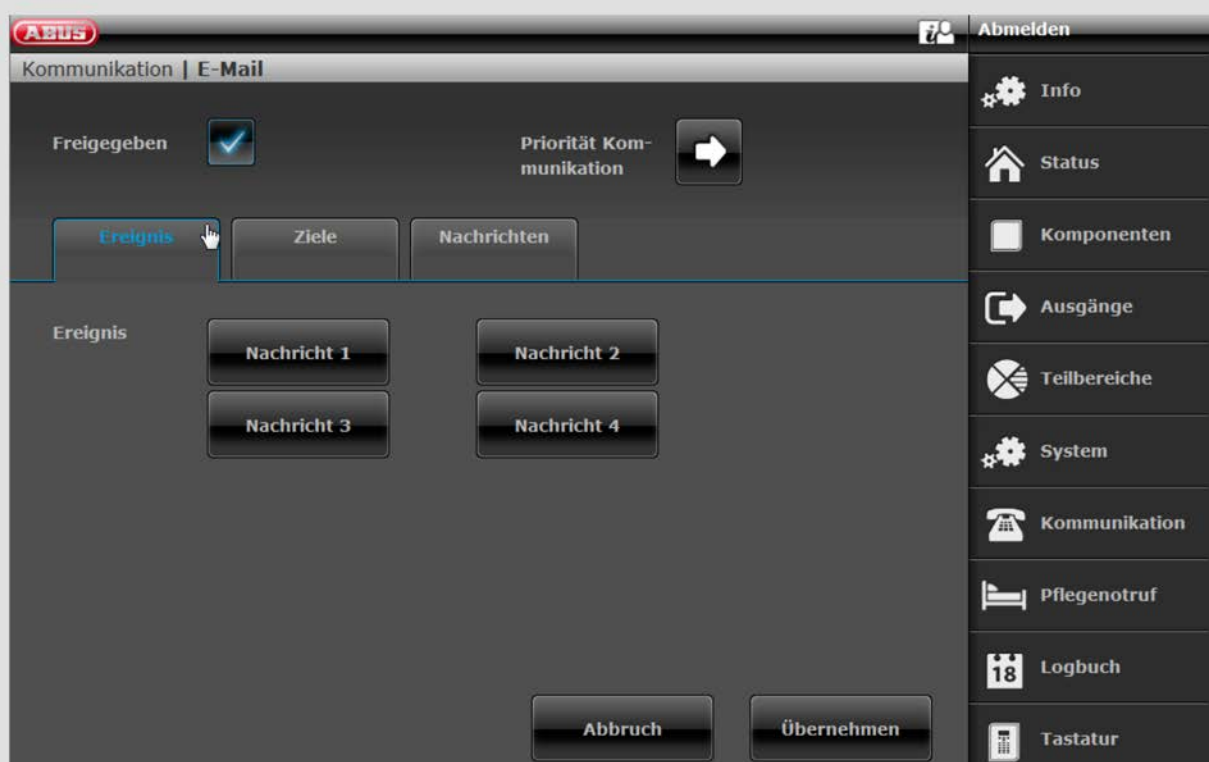 ABUS
Abmelden
Kommunikation | E-Mail
Info
Freigegeben
Priorität Kom-
munikation
Status
Ereignis
Ziele
Nachrichten
Komponenten
Ausgänge
Ereignis
Nachricht 1
Nachricht 2
Teilbereiche
Nachricht 3
Nachricht 4
System
Kommunikation
Pflegenotruf
18
Logbuch
Abbruch
Übernehmen
Tastatur